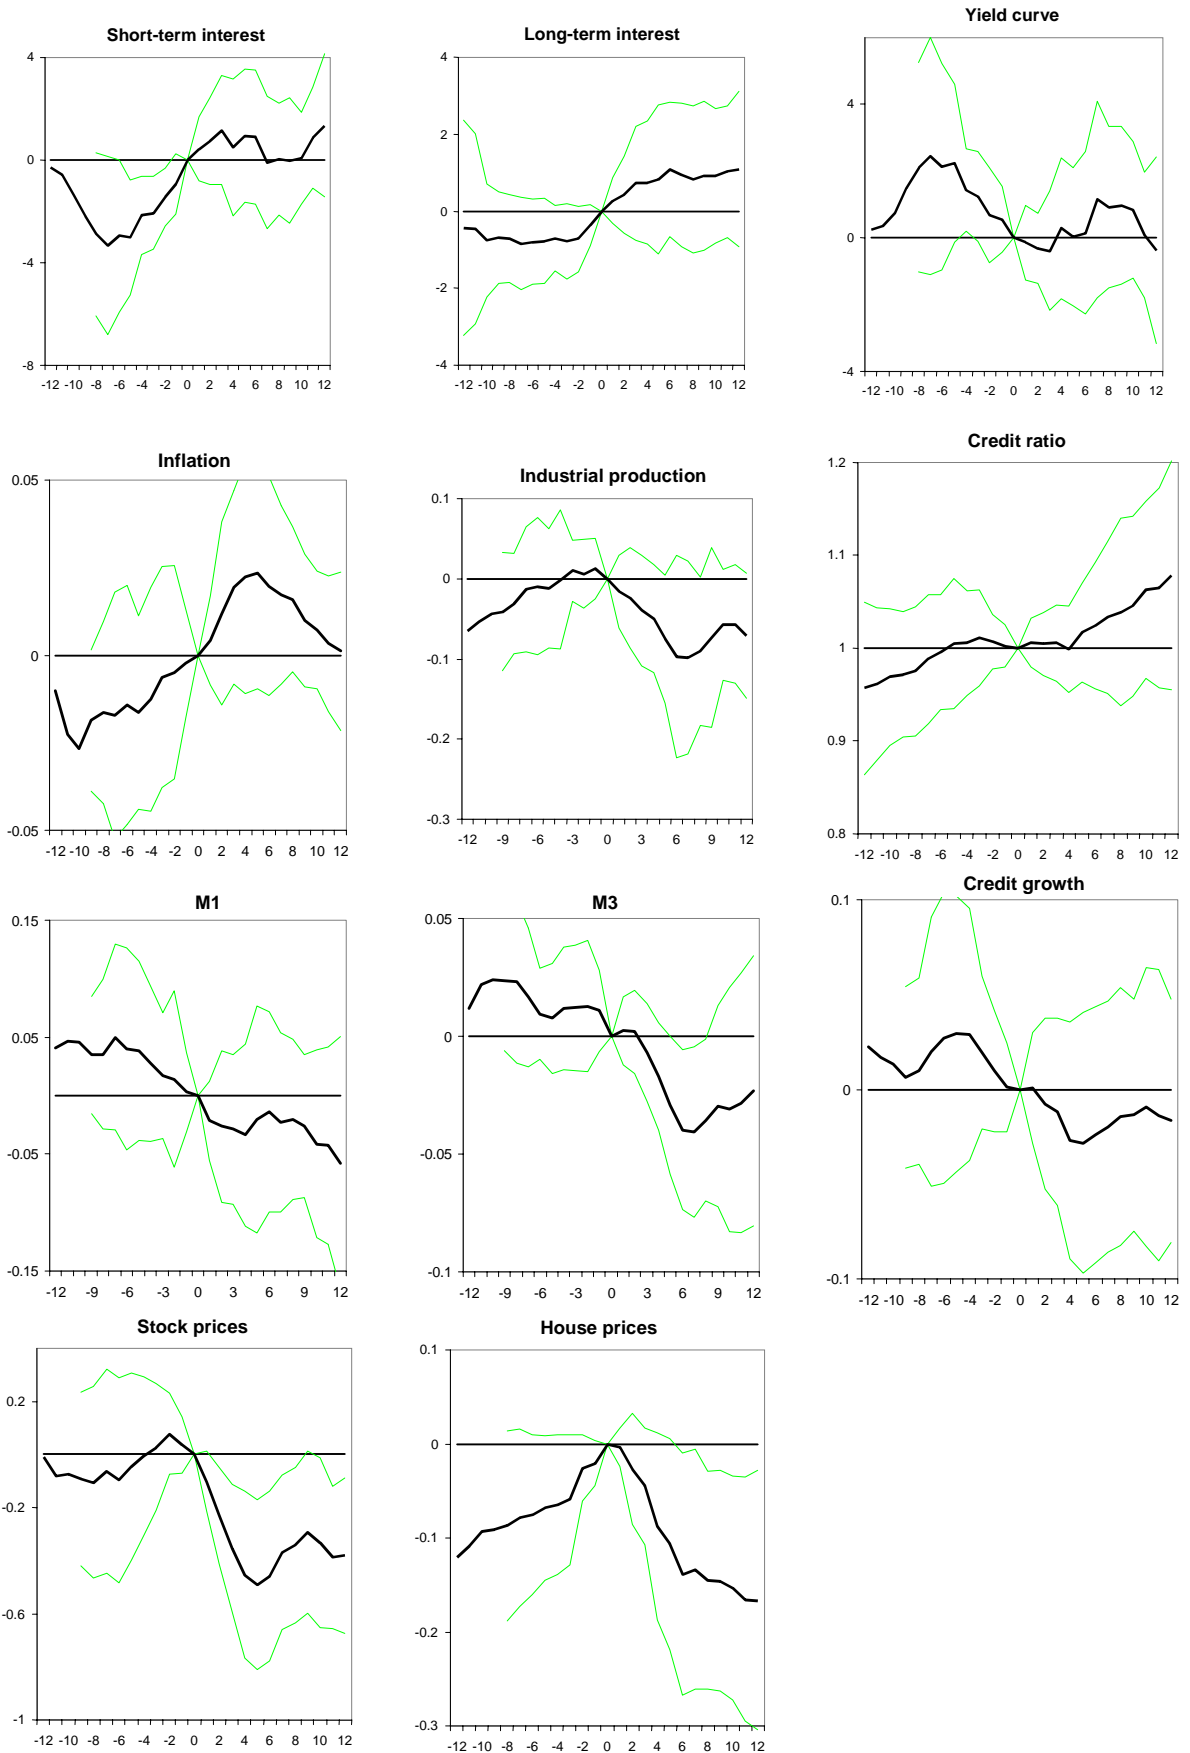 Short-term interest
4
0
-4
-8
-12 -10 -8 -6 -4 -2 0 2 4 6 8 10 12
Long-term interest
4
2
0
-2
-4
-12 -10 -8 -6 -4 -2 0 2 4 6 8 10 12
Yield curve
4
0
-4
-12 -10 -8 -6 -4 -2 0 2 4 6 8 10 12
Inflation
0.05
0
-0.05
-12 -10 -8 -6 -4 -2 0 2 4 6 8 10 12
Industrial production
0.1
0
-0.1
-0.2
-0.3
-12 -9 -6 -3 0 3 6 9 12
Credit ratio
1.2
1.1
1
0.9
0.8
-12 -10 -8 -6 -4 -2 0 2 4 6 8 10 12
M1
0.15
0.05
-0.05
-0.15
-12 -9 -6 -3 0 3 6 9 12
M3
0.05
0
-0.05
-0.1
-12 -9 -6 -3 0 3 6 9 12
Credit growth
0.1
0
-0.1
-12 -10 -8 -6 -4 -2 0 2 4 6 8 10 12
Stock prices
0.2
-0.2
-0.6
-1
-12 -10 -8 -6 -4 -2 0 2 4 6 8 10 12
House prices
0.1
0
-0.1
-0.2
-0.3
-12 -10 -8 -6 -4 -2 0 2 4 6 8 10 12